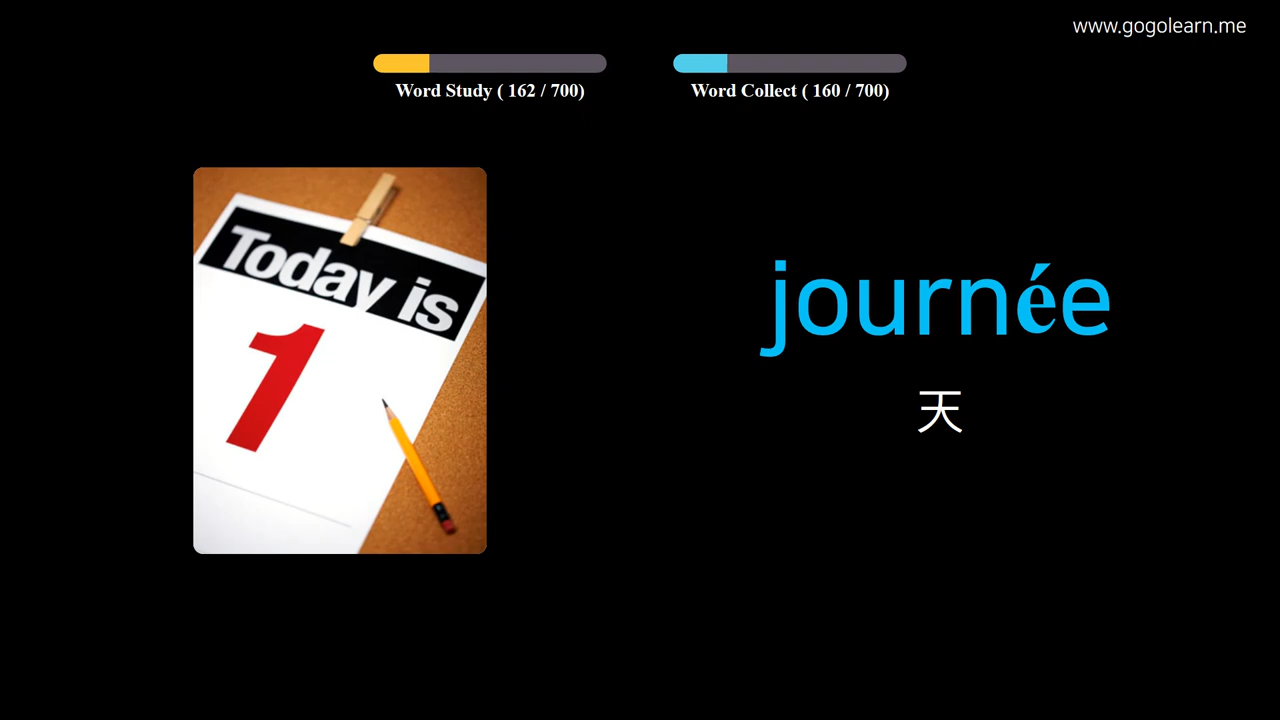 www.gogolearn.me
Word Study ( 162 / 700)
Word Collect ( 160 / 700)
Today is
1
journée
天